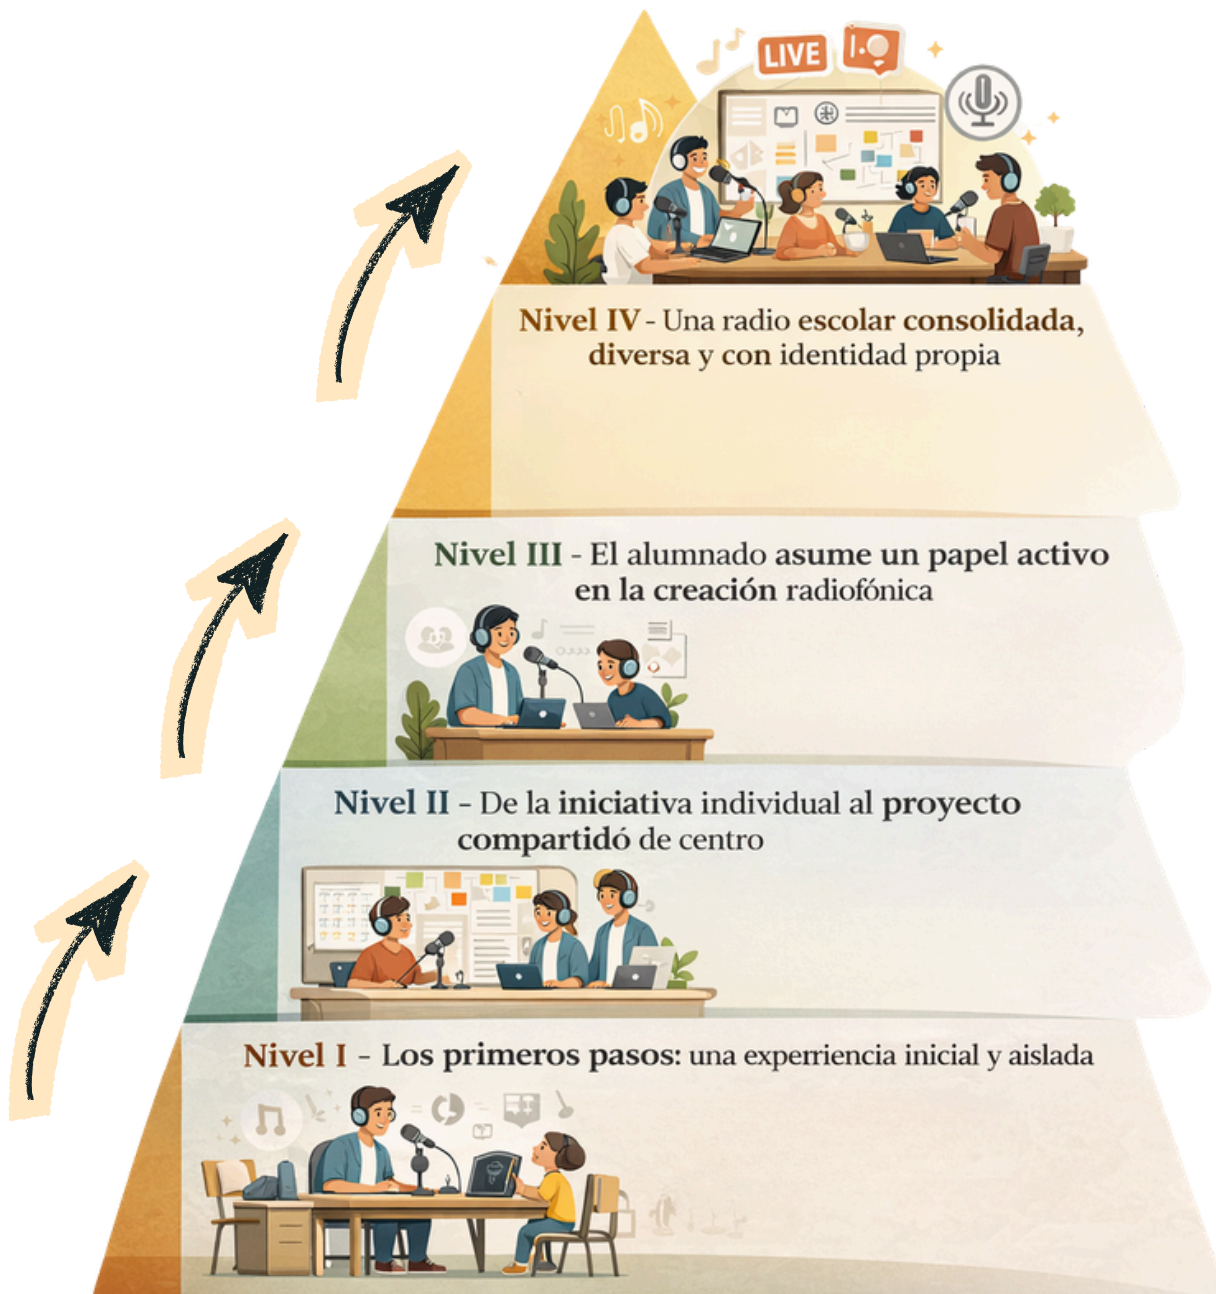 LIVE
Nivel IV - Una radio escolar consolidada,
diversa y con identidad propia
Nivel III - El alumnado asume un papel activo
en la creación radiofónica
Nivel II - De la iniciativa individual al proyecto
compartidó de centro
Nivel I - Los primeros pasos: una experriencia inicial y aislada